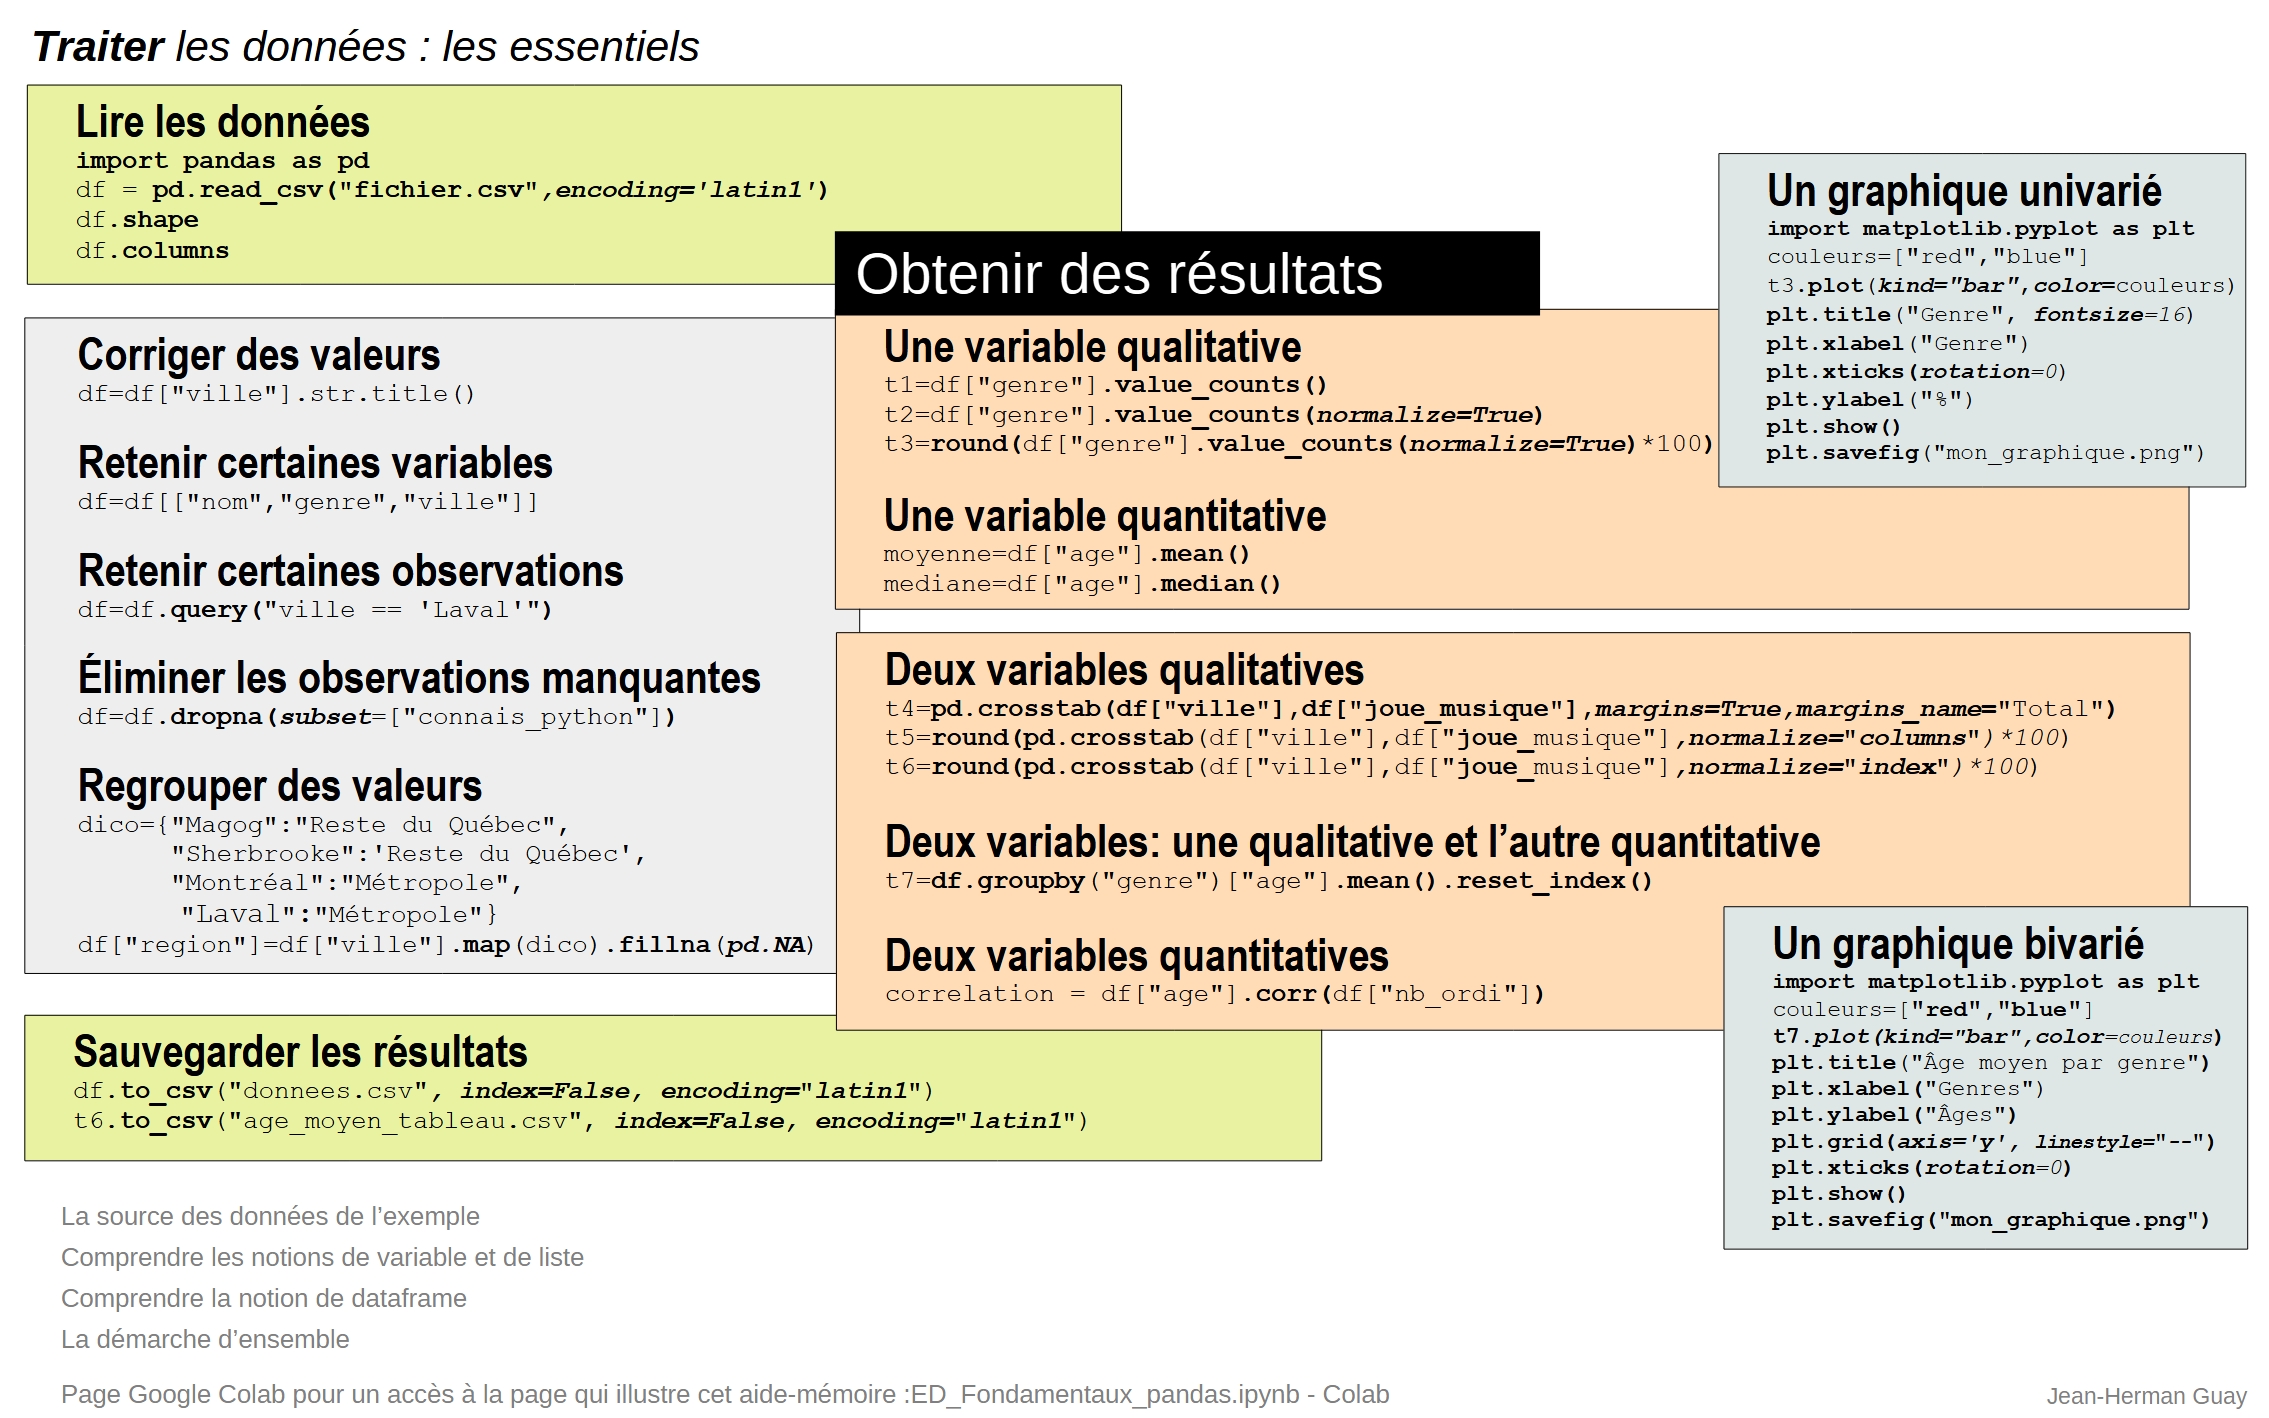 Traiter les données : les essentiels
Lire les données
import pandas as pd
df = pd.read_csv("fichier.csv",encoding='latin1')
df.shape
df.columns
Corriger des valeurs
df=df["ville"].str.title()
Retenir certaines variables
df=df[["nom","genre","ville"]]
Retenir certaines observations
df=df.query("ville == 'Laval'")
Éliminer les observations manquantes
df=df.dropna(subset=["connais_python"])
Regrouper des valeurs
dico={"Magog":"Reste du Québec",
"Sherbrooke":'Reste du Québec',
"Montréal":"Métropole",
"Laval":"Métropole"}
df["region"]=df["ville"].map(dico).fillna(pd.NA)
Sauvegarder les résultats
df.to_csv("donnees.csv", index=False, encoding="latin1")
t6.to_csv("age_moyen_tableau.csv", index=False, encoding="latin1")
Obtenir des résultats
Une variable qualitative
t1=df["genre"].value_counts()
t2=df["genre"].value_counts(normalize=True)
t3=round(df["genre"].value_counts(normalize=True)*100)
Une variable quantitative
moyenne=df["age"].mean()
mediane=df["age"].median()
Deux variables qualitatives
t4=pd.crosstab(df["ville"],df["joue_musique"],margins=True,margins_name="Total")
t5=round(pd.crosstab(df["ville"],df["joue_musique"],normalize="columns")*100)
t6=round(pd.crosstab(df["ville"],df["joue_musique"],normalize="index")*100)
Deux variables: une qualitative et l’autre quantitative
t7=df.groupby("genre")["age"].mean().reset_index()
Deux variables quantitatives
correlation = df["age"].corr(df["nb_ordi"])
Un graphique univarié
import matplotlib.pyplot as plt
couleurs=["red","blue"]
t3.plot(kind="bar",color=couleurs)
plt.title("Genre", fontsize=16)
plt.xlabel("Genre")
plt.xticks(rotation=0)
plt.ylabel("%")
plt.show()
plt.savefig("mon_graphique.png")
Un graphique bivarié
import matplotlib.pyplot as plt
couleurs=["red","blue"]
t7.plot(kind="bar",color=couleurs)
plt.title("Âge moyen par genre")
plt.xlabel("Genres")
plt.ylabel("Âges")
plt.grid(axis='y', linestyle="--")
plt.xticks(rotation=0)
plt.show()
plt.savefig("mon_graphique.png")
La source des données de l’exemple
Comprendre les notions de variable et de liste
Comprendre la notion de dataframe
La démarche d’ensemble
Page Google Colab pour un accès à la page qui illustre cet aide-mémoire :ED_Fondamentaux_pandas.ipynb - Colab
Jean-Herman Guay